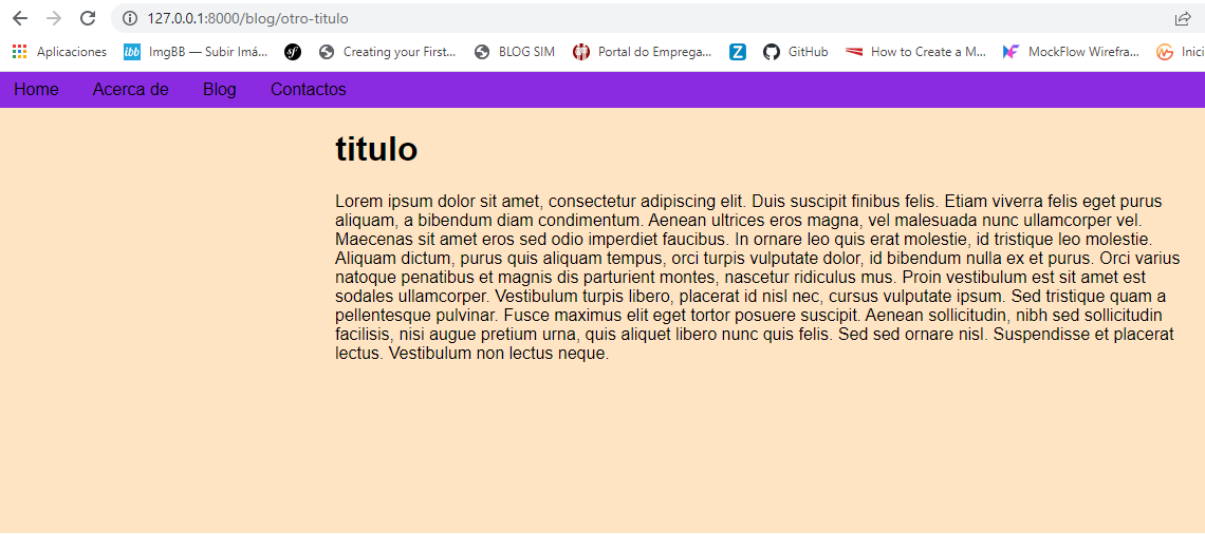 127.0.0.1:8000/blog/otro-titulo
Aplicaciones ibb ImgBB — Subir Imá... sf Creating your First... BLOG SIM Portal do Emprega... Z GitHub How to Create a M... MockFlow Wirefra... Inici
Home Acerca de Blog Contactos
titulo
Lorem ipsum dolor sit amet, consectetur adipiscing elit. Duis suscipit finibus felis. Etiam viverra felis eget purus
aliquam, a bibendum diam condimentum. Aenean ultrices eros magna, vel malesuada nunc ullamcorper vel.
Maecenas sit amet eros sed odio imperdiet faucibus. In ornare leo quis erat molestie, id tristique leo molestie.
Aliquam dictum, purus quis aliquam tempus, orci turpis vulputate dolor, id bibendum nulla ex et purus. Orci varius
natoque penatibus et magnis dis parturient montes, nascetur ridiculus mus. Proin vestibulum est sit amet est
sodales ullamcorper. Vestibulum turpis libero, placerat id nisl nec, cursus vulputate ipsum. Sed tristique quam a
pellentesque pulvinar. Fusce maximus elit eget tortor posuere suscipit. Aenean sollicitudin, nibh sed sollicitudin
facilisis, nisi augue pretium urna, quis aliquet libero nunc quis felis. Sed sed ornare nisl. Suspendisse et placerat
lectus. Vestibulum non lectus neque.